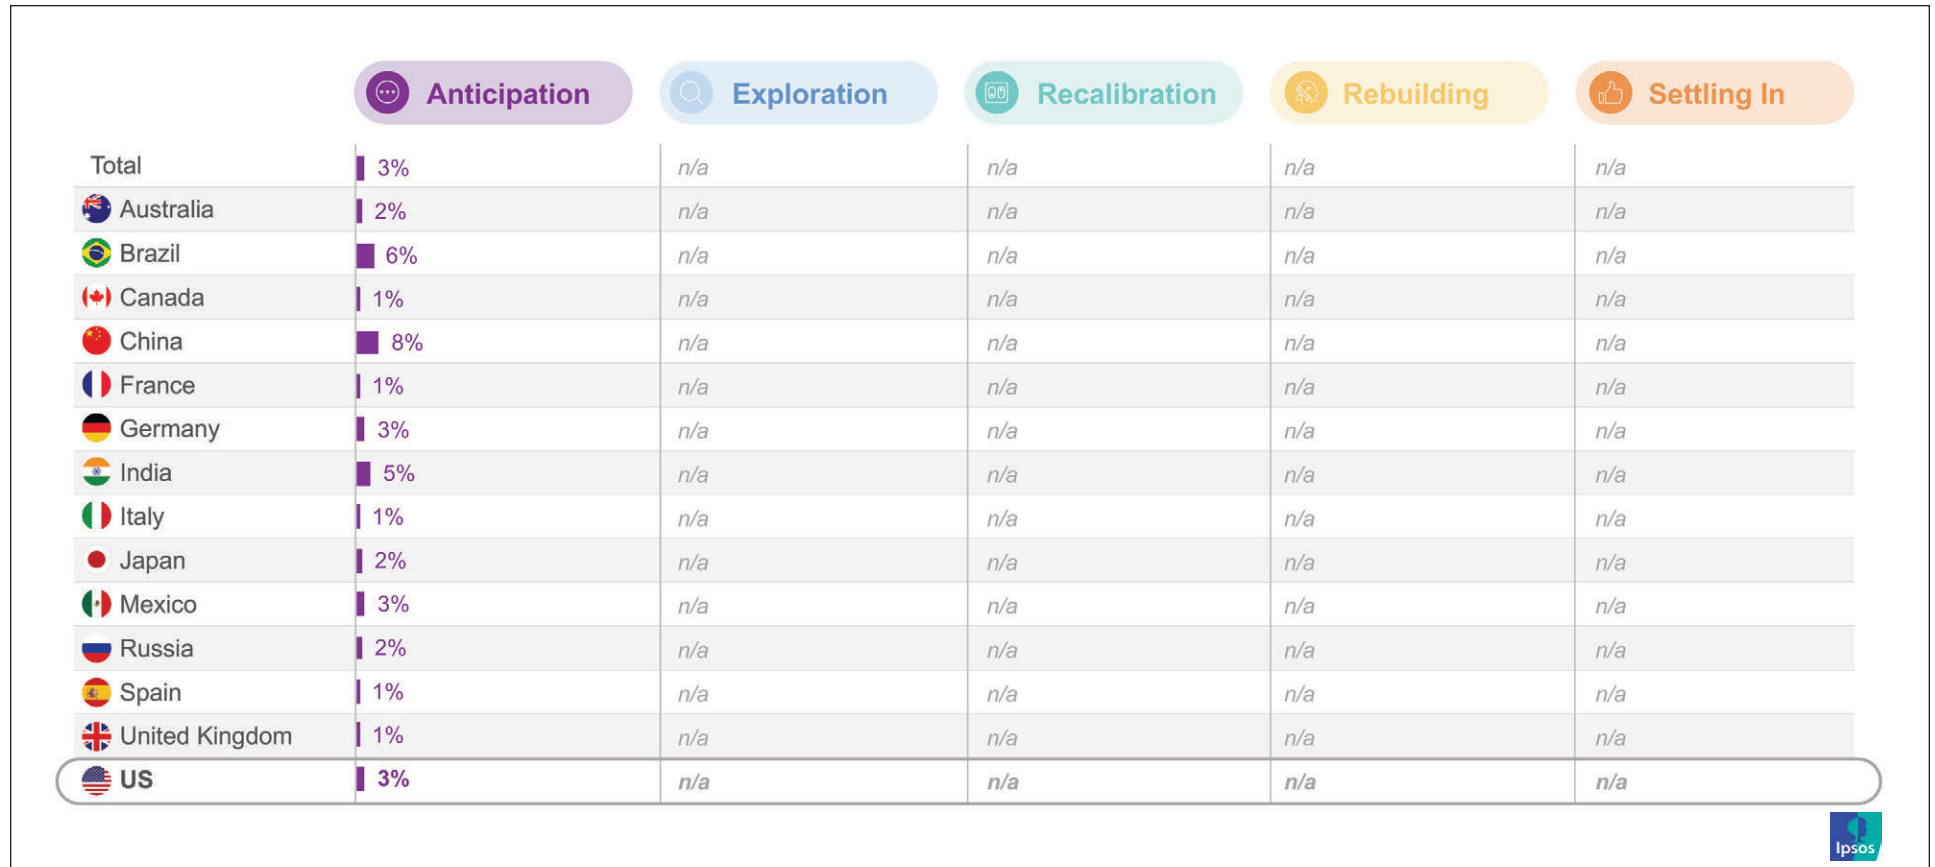 Anticipation Exploration Recalibration Rebuilding Settling In
Total 3% n/a n/a n/a n/a
Australia 2% n/a n/a n/a n/a
Brazil 6% n/a n/a n/a n/a
Canada 1% n/a n/a n/a n/a
China 8% n/a n/a n/a n/a
France 1% n/a n/a n/a n/a
Germany 3% n/a n/a n/a n/a
India 5% n/a n/a n/a n/a
Italy 1% n/a n/a n/a n/a
Japan 2% n/a n/a n/a n/a
Mexico 3% n/a n/a n/a n/a
Russia 2% n/a n/a n/a n/a
Spain 1% n/a n/a n/a n/a
United Kingdom 1% n/a n/a n/a n/a
US 3% n/a n/a n/a n/a
Ipsos